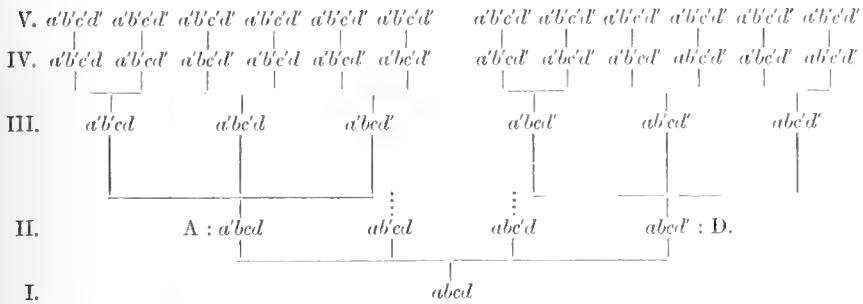 V. a'b'c'd' a'b'c'd' a'b'c'd' a'b'c'd' a'b'c'd' a'b'c'd' a'b'c'd' a'b'c'd' a'b'c'd' a'b'c'd' a'b'c'd' a'b'c'd'
IV. a'b'c'd a'b'cd' a'bc'd' a'b'c'd a'b'cd' a'bc'd' a'b'cd' a'bc'd' a'b'cd' ab'c'd' a'bc'd' ab'c'd'
III. a'b'cd a'bc'd a'bcd' a'bcd' ab'cd' abc'd'
II. A : a'bcd ab'cd abc'd abcd' : D.
I. abcd